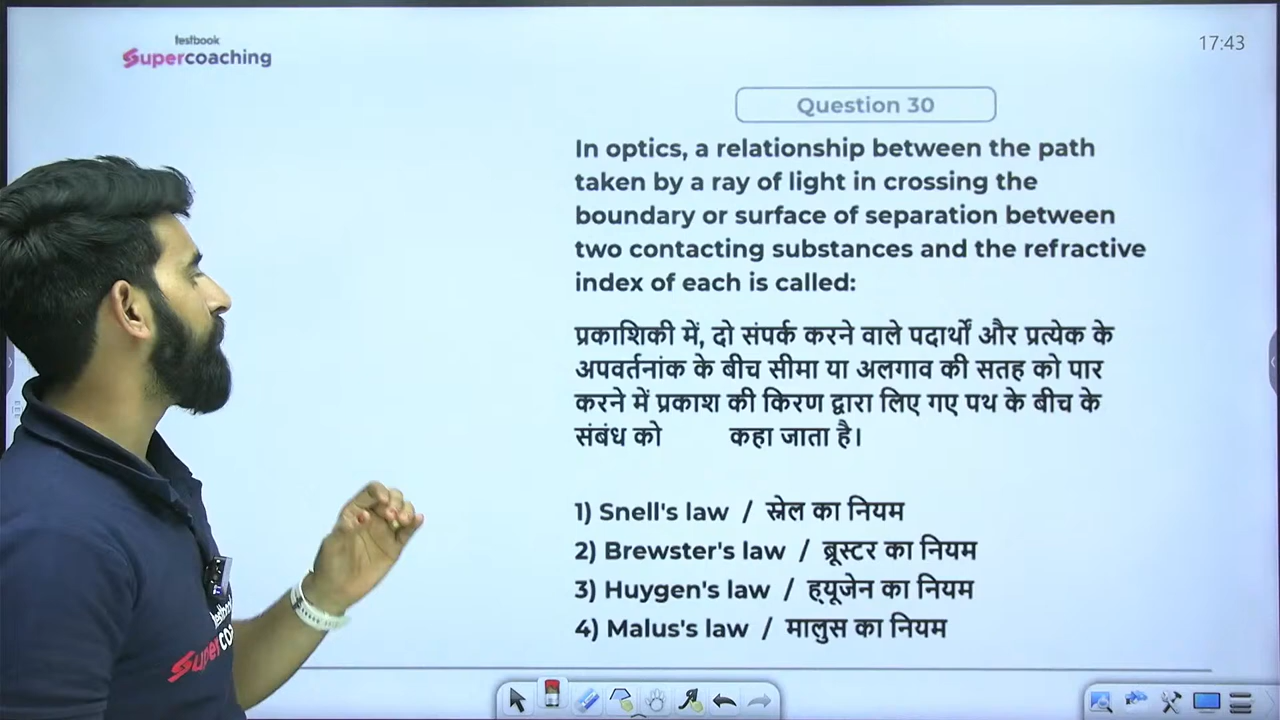 testbook
Supercoaching
17:43
Question 30
In optics, a relationship between the path
taken by a ray of light in crossing the
boundary or surface of separation between
two contacting substances and the refractive
index of each is called:
प्रकाशिकी में, दो संपर्क करने वाले पदार्थों और प्रत्येक के
अपवर्तनांक के बीच सीमा या अलगाव की सतह को पार
करने में प्रकाश की किरण द्वारा लिए गए पथ के बीच के
संबंध को कहा जाता है।
1) Snell's law / स्नेल का नियम
2) Brewster's law / ब्रूस्टर का नियम
3) Huygen's law / ह्यूजेन का नियम
4) Malus's law / मालुस का नियम
testbook